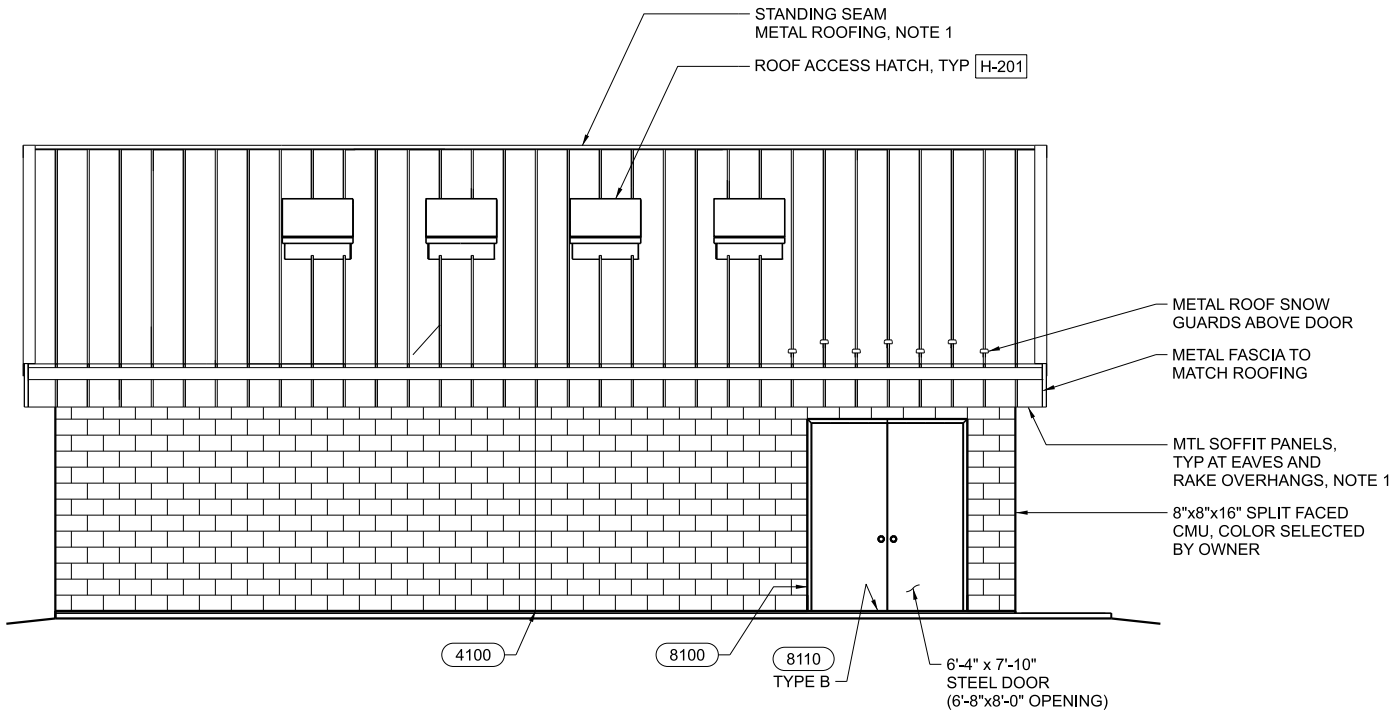 STANDING SEAM
METAL ROOFING, NOTE 1
ROOF ACCESS HATCH, TYP H-201
METAL ROOF SNOW
GUARDS ABOVE DOOR
METAL FASCIA TO
MATCH ROOFING
MTL SOFFIT PANELS,
TYP AT EAVES AND
RAKE OVERHANGS, NOTE 1
8"x8"x16" SPLIT FACED
CMU, COLOR SELECTED
BY OWNER
4100
8100
8110
TYPE B
6'-4" x 7'-10"
STEEL DOOR
(6'-8"x8'-0" OPENING)